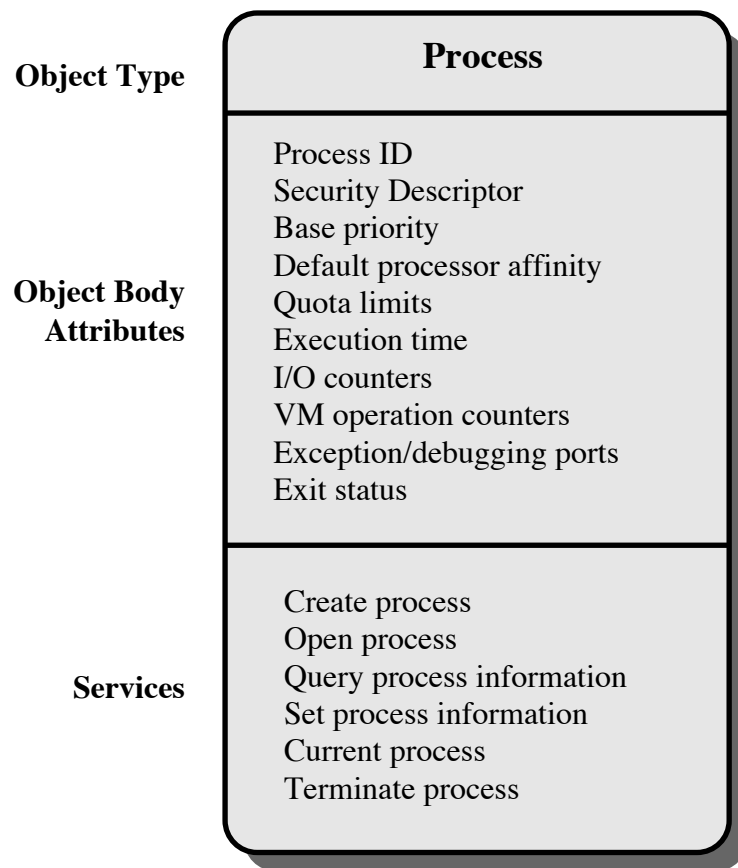 Object Type
Process
Object Body
Attributes
Process ID
Security Descriptor
Base priority
Default processor affinity
Quota limits
Execution time
I/O counters
VM operation counters
Exception/debugging ports
Exit status
Services
Create process
Open process
Query process information
Set process information
Current process
Terminate process